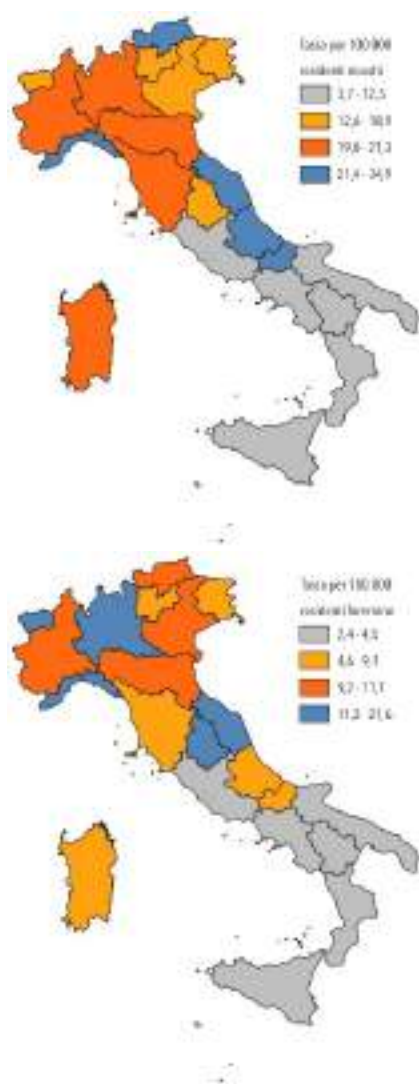 Tasso per 100 000
residenti maschi
3,7 - 12,5
12,6 - 18,9
19,0 - 21,3
21,4 - 34,9
Tasso per 100 000
residenti femmine
2,4 - 4,5
4,6 - 9,1
9,2 - 11,1
11,2 - 21,6